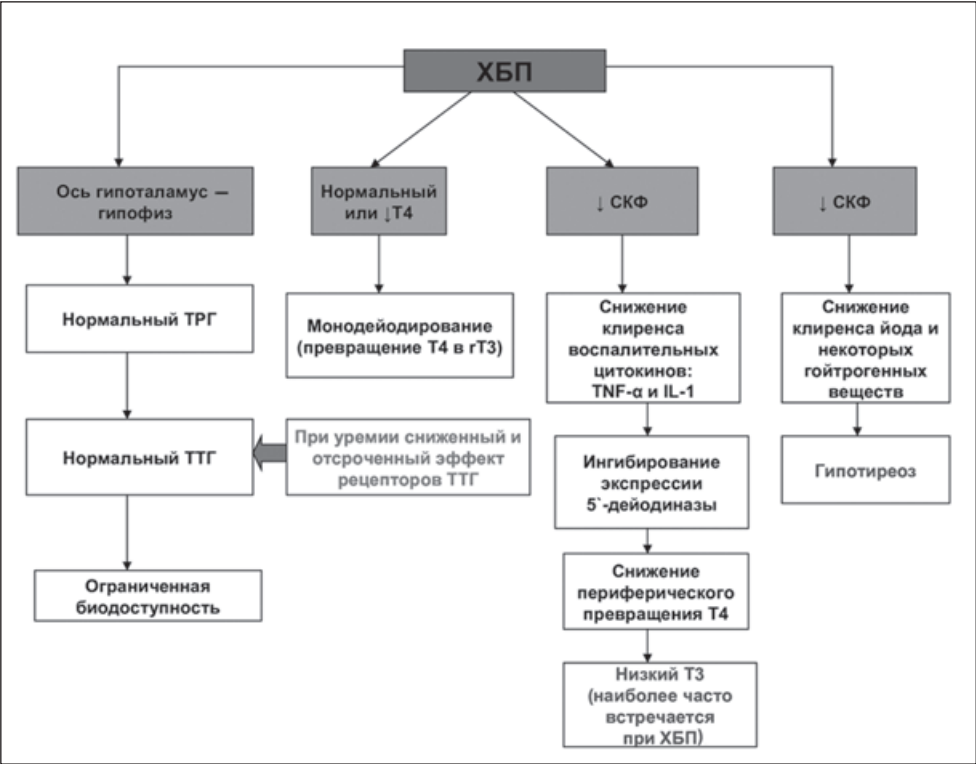 ХБП
Ось гипоталамус —
гипофиз
Нормальный ТРГ
Нормальный ТТГ
Ограниченная
биодоступность
Нормальный
или ↓Т4
Монодейодирование
(превращение Т4 в rТ3)
При уремии сниженный и
отсроченный эффект
рецепторов ТТГ
↓ СКФ
Снижение
клиренса
воспалительных
цитокинов:
TNF-α и IL-1
Ингибирование
экспрессии
5`-дейодиназы
Снижение
периферического
превращения Т4
Низкий Т3
(наиболее часто
встречается
при ХБП)
↓ СКФ
Снижение
клиренса йода и
некоторых
гойтрогенных
веществ
Гипотиреоз